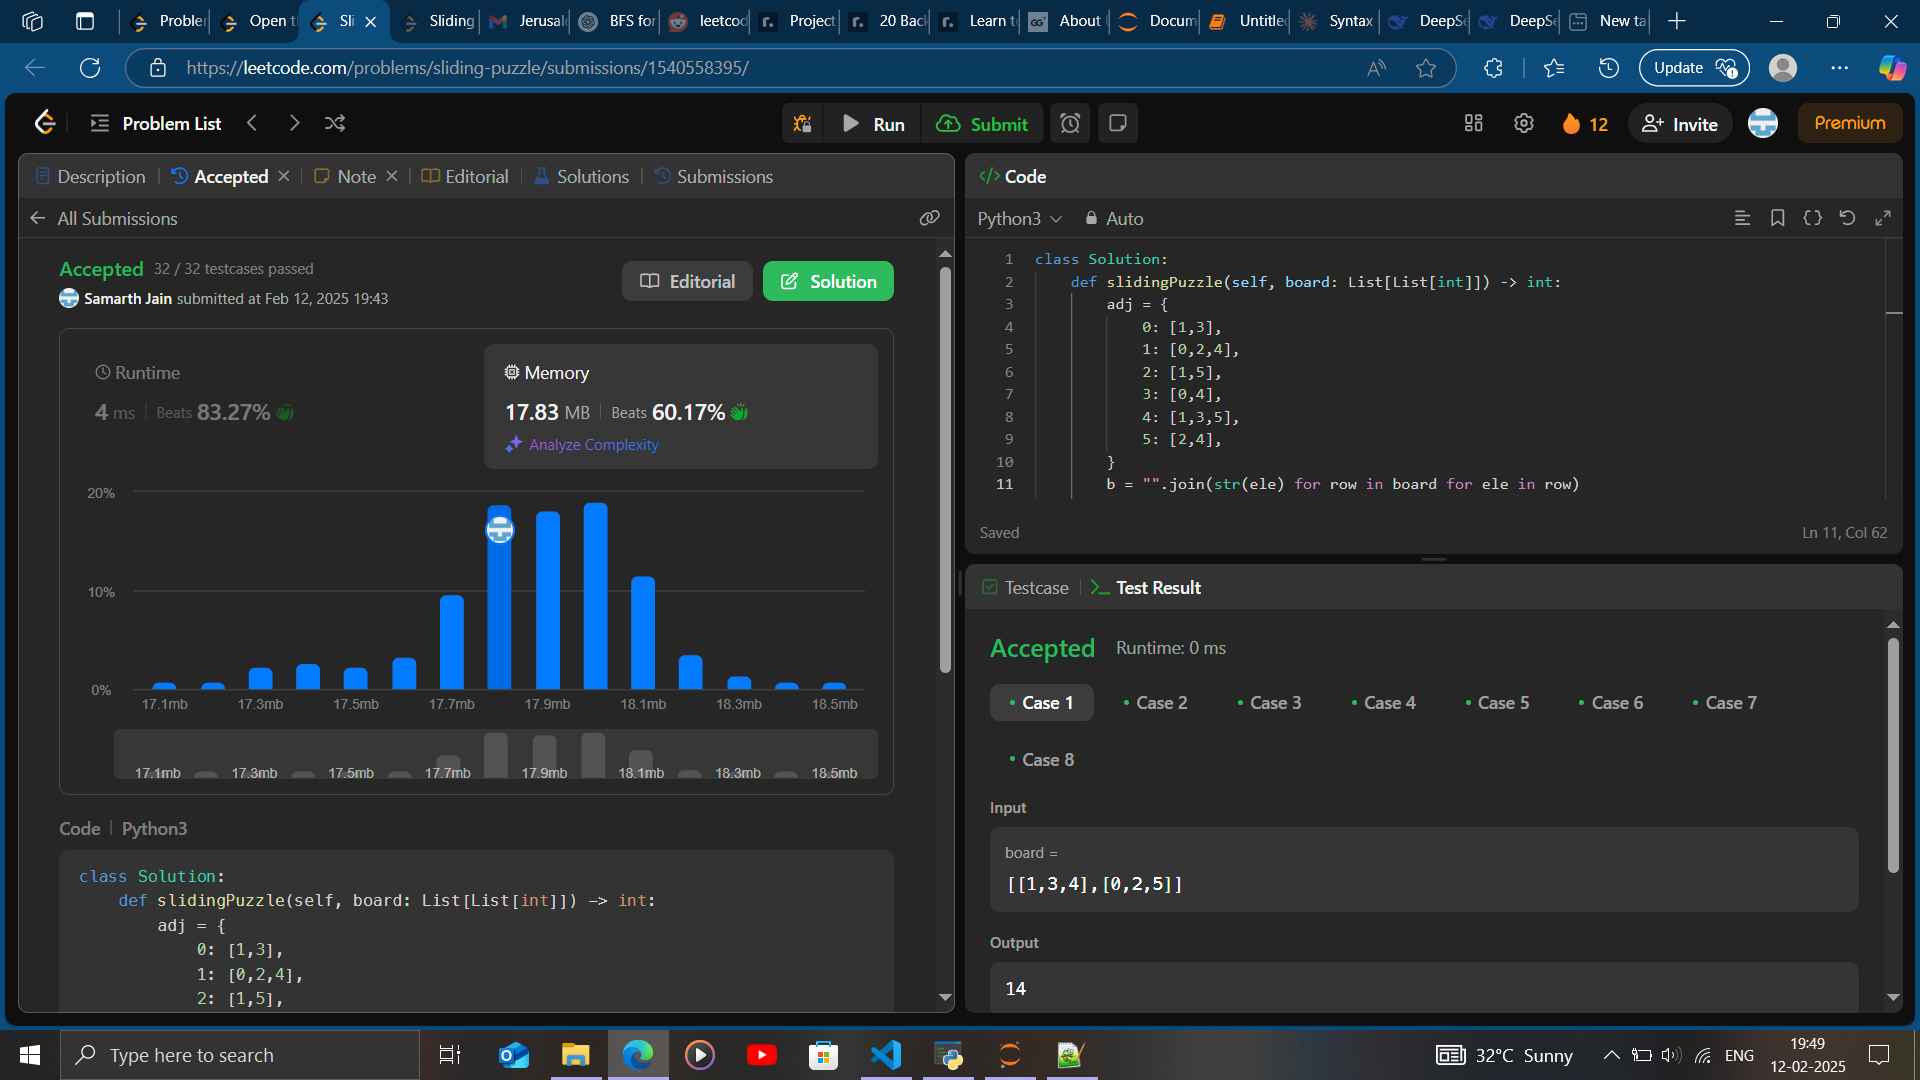 Problem
Open t
Sli
Sliding
Jerusale
BFS for
leetcod
Project
20 Back
Learn t
About
Docum
Untitled
Syntax
DeepSe
DeepSe
New ta
https://leetcode.com/problems/sliding-puzzle/submissions/1540558395/
Update
Problem List
Run
Submit
12
Invite
Premium
Description
Accepted
Note
Editorial
Solutions
Submissions
All Submissions
Accepted 32 / 32 testcases passed
Samarth Jain submitted at Feb 12, 2025 19:43
Editorial
Solution
Runtime
4 ms Beats 83.27%
Memory
17.83 MB Beats 60.17%
Analyze Complexity
20%
10%
0%
17.1mb 17.3mb 17.5mb 17.7mb 17.9mb 18.1mb 18.3mb 18.5mb
17.1mb 17.3mb 17.5mb 17.7mb 17.9mb 18.1mb 18.3mb 18.5mb
Code Python3
class Solution:
def slidingPuzzle(self, board: List[List[int]]) -> int:
adj = {
0: [1,3],
1: [0,2,4],
2: [1,5],
</> Code
Python3 Auto
1 class Solution:
2 def slidingPuzzle(self, board: List[List[int]]) -> int:
3 adj = {
4 0: [1,3],
5 1: [0,2,4],
6 2: [1,5],
7 3: [0,4],
8 4: [1,3,5],
9 5: [2,4],
10 }
11 b = "".join(str(ele) for row in board for ele in row)
Saved Ln 11, Col 62
Testcase Test Result
Accepted Runtime: 0 ms
Case 1 Case 2 Case 3 Case 4 Case 5 Case 6 Case 7
Case 8
Input
board =
[[1,3,4],[0,2,5]]
Output
14
Type here to search
32°C Sunny
ENG
19:49
12-02-2025